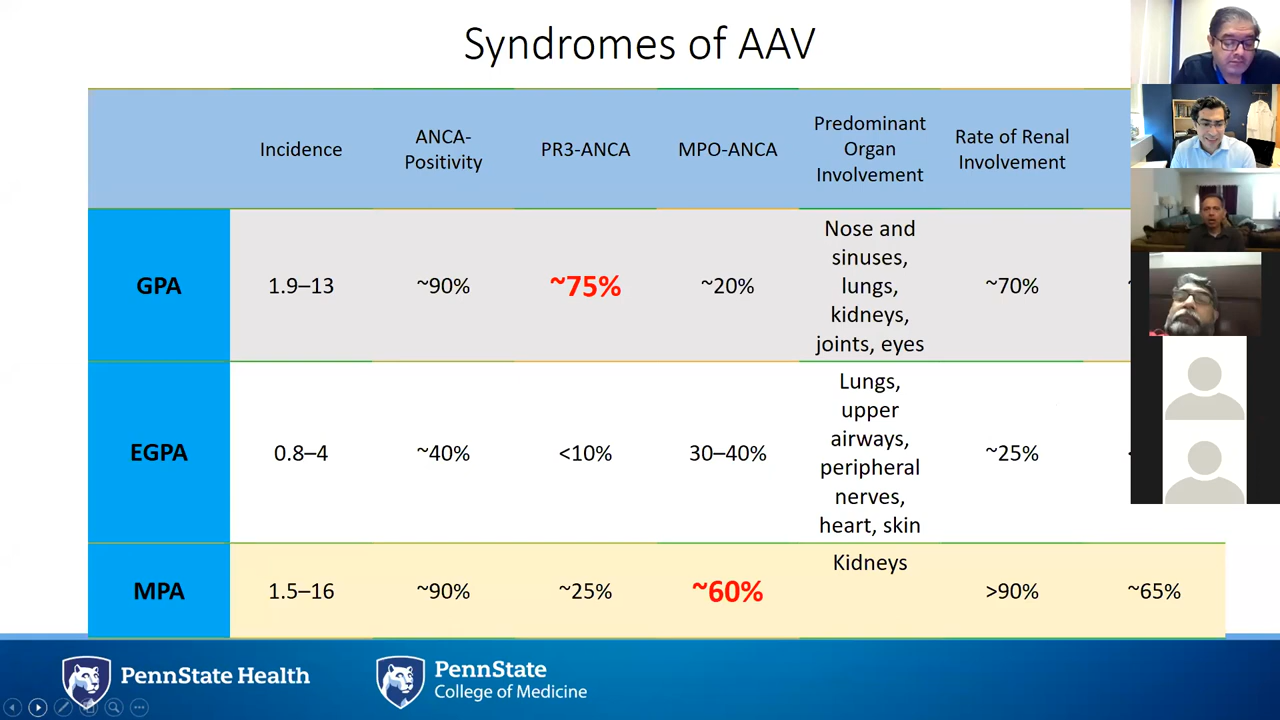 Syndromes of AAV
Incidence
ANCA-
Positivity
PR3-ANCA
MPO-ANCA
Predominant
Organ
Involvement
Rate of Renal
Involvement
GPA
1.9–13
~90%
~75%
~20%
Nose and
sinuses,
lungs,
kidneys,
joints, eyes
~70%
EGPA
0.8–4
~40%
<10%
30–40%
Lungs,
upper
airways,
peripheral
nerves,
heart, skin
~25%
MPA
1.5–16
~90%
~25%
~60%
Kidneys
>90%
~65%
PennState Health
PennState
College of Medicine